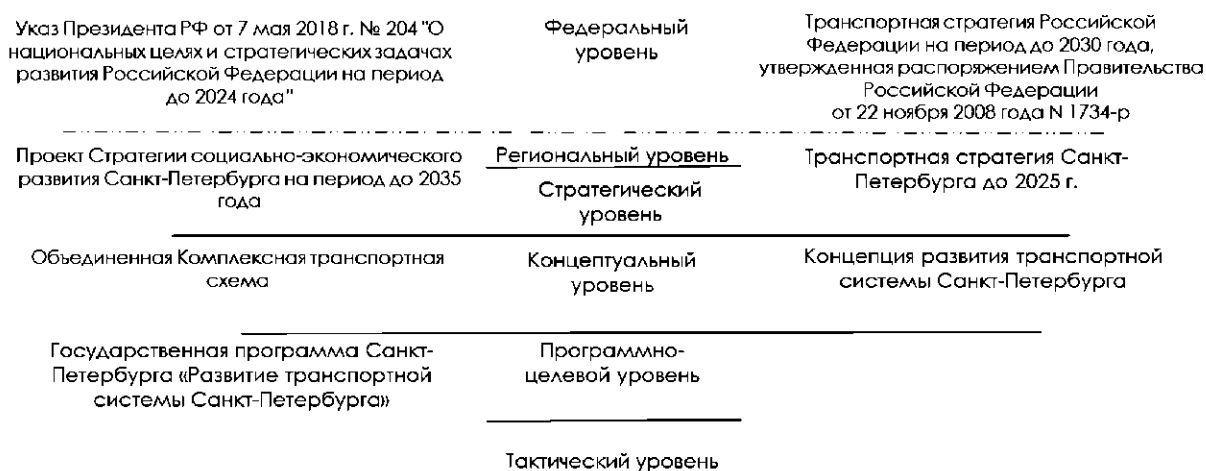 Указ Президента РФ от 7 мая 2018 г. № 204 "О
национальных целях и стратегических задачах
развития Российской Федерации на период
до 2024 года"
Федеральный
уровень
Транспортная стратегия Российской
Федерации на период до 2030 года,
утвержденная распоряжением Правительства
Российской Федерации
от 22 ноября 2008 года N 1734-р
Проект Стратегии социально-экономического
развития Санкт-Петербурга на период до 2035
года
Региональный уровень
Стратегический
уровень
Транспортная стратегия Санкт-
Петербурга до 2025 г.
Объединенная Комплексная транспортная
схема
Концептуальный
уровень
Концепция развития транспортной
системы Санкт-Петербурга
Государственная программа Санкт-
Петербурга «Развитие транспортной
системы Санкт-Петербурга»
Программно-
целевой уровень
Тактический уровень